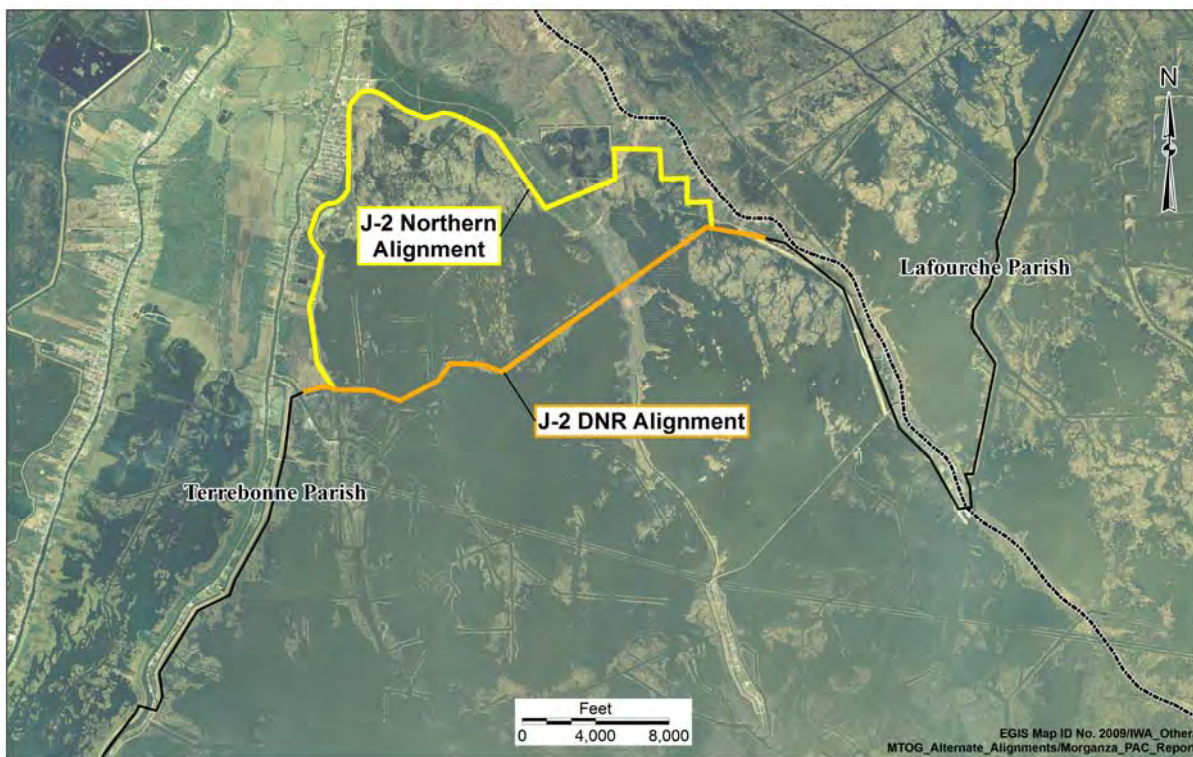 N
J-2 Northern
Alignment
Lafourche Parish
J-2 DNR Alignment
Terrebonne Parish
Feet
0 4,000 8,000
EGIS Map ID No. 2009/IWA_Other
MTOG_Alternate_Alignments/Morganza_PAC_Report